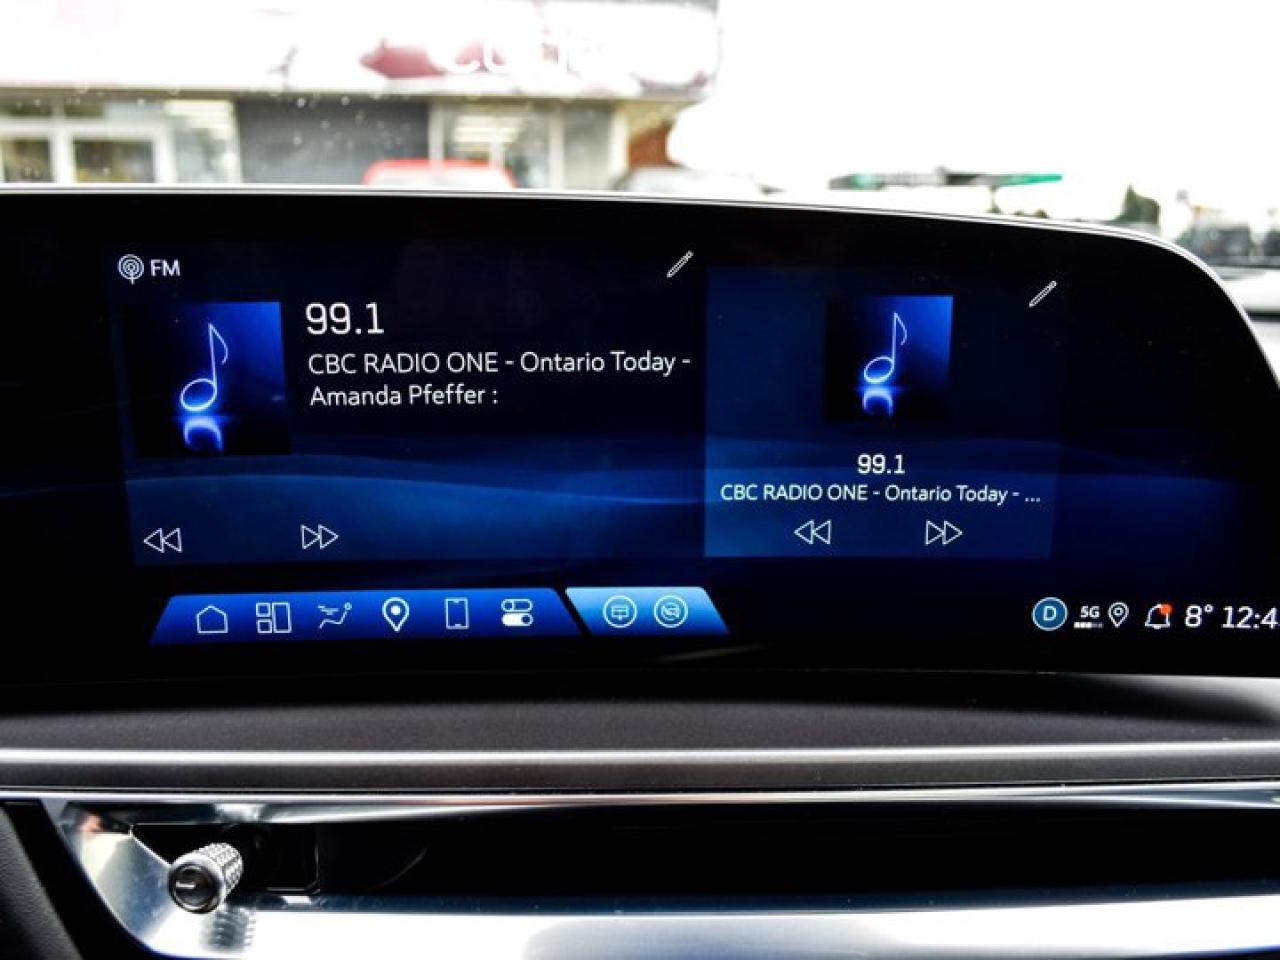 FM
99.1
CBC RADIO ONE - Ontario Today -
Amanda Pfeffer :
99.1
CBC RADIO ONE - Ontario Today - ...
D 5G 8° 12:4